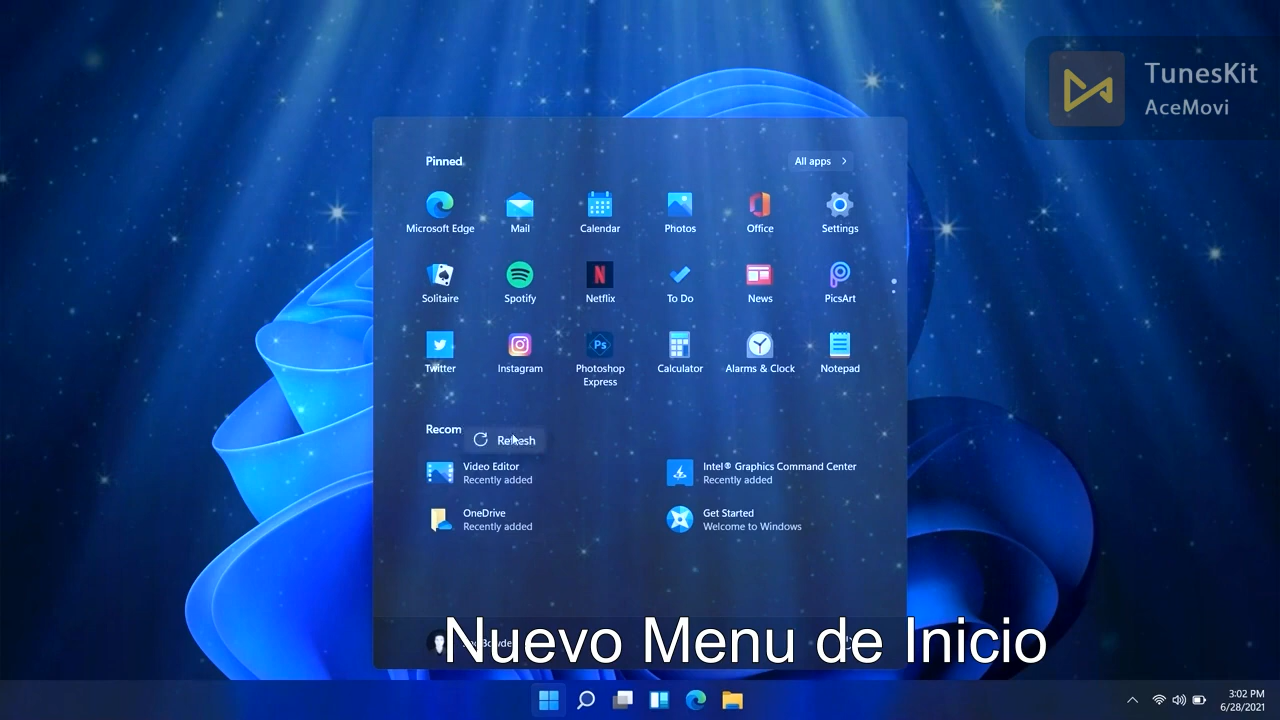 TunesKit
AceMovi
Pinned
All apps
Microsoft Edge
Mail
Calendar
Photos
Office
Settings
Solitaire
Spotify
Netflix
To Do
News
PicsArt
Twitter
Instagram
Ps
Photoshop
Express
Calculator
Alarms & Clock
Notepad
Recom
Refresh
Video Editor
Recently added
Intel® Graphics Command Center
Recently added
OneDrive
Recently added
Get Started
Welcome to Windows
Nuevo Menu de Inicio
3:02 PM
6/28/2021